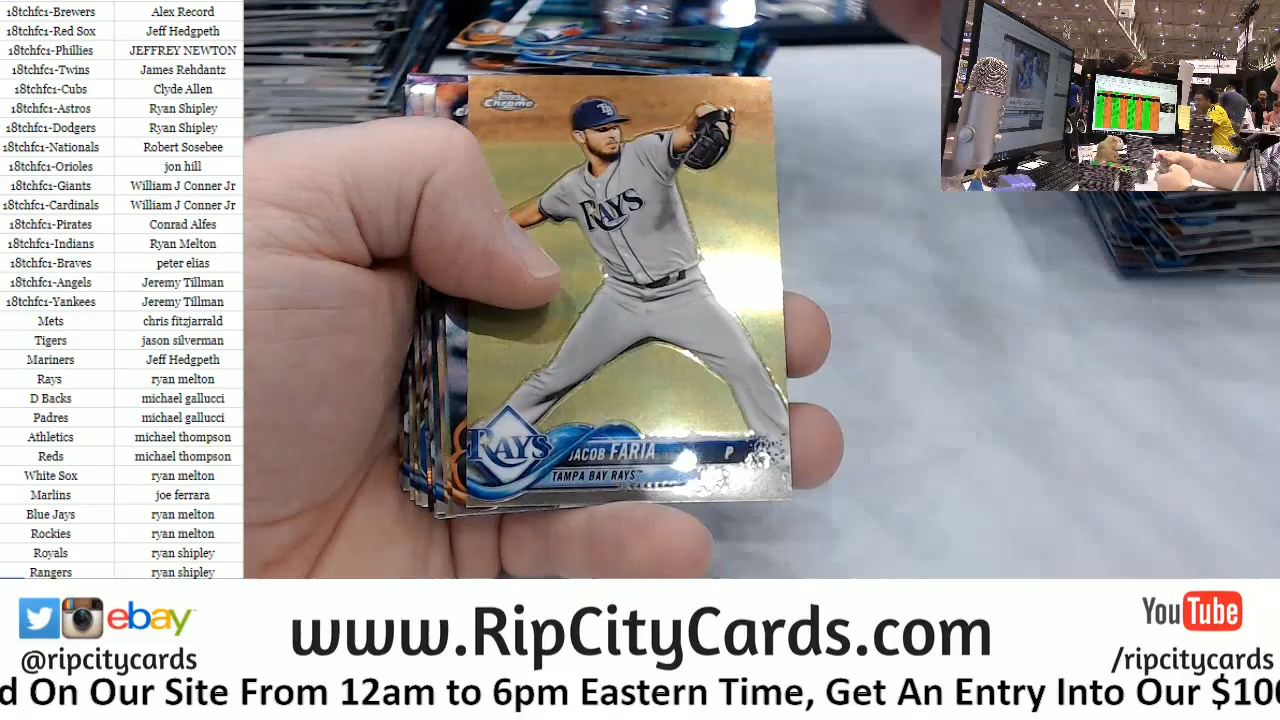 18tchfc1-Brewers Alex Record
18tchfc1-Red Sox Jeff Hedgpeth
18tchfc1-Phillies JEFFREY NEWTON
18tchfc1-Twins James Rehdantz
18tchfc1-Cubs Clyde Allen
18tchfc1-Astros Ryan Shipley
18tchfc1-Dodgers Ryan Shipley
18tchfc1-Nationals Robert Sosebee
18tchfc1-Orioles jon hill
18tchfc1-Giants William J Conner Jr
18tchfc1-Cardinals William J Conner Jr
18tchfc1-Pirates Conrad Alfes
18tchfc1-Indians Ryan Melton
18tchfc1-Braves peter elias
18tchfc1-Angels Jeremy Tillman
18tchfc1-Yankees Jeremy Tillman
Mets chris fitzjarrald
Tigers jason silverman
Mariners Jeff Hedgpeth
Rays ryan melton
D Backs michael gallucci
Padres michael gallucci
Athletics michael thompson
Reds michael thompson
White Sox ryan melton
Marlins joe ferrara
Blue Jays ryan melton
Rockies ryan melton
Royals ryan shipley
Rangers ryan shipley
Topps Chrome
TB
RAYS
RAYS
JACOB FARIA P
TAMPA BAY RAYS™
ebay
@ripcitycards
www.RipCityCards.com
YouTube
/ripcitycards
d On Our Site From 12am to 6pm Eastern Time, Get An Entry Into Our $100